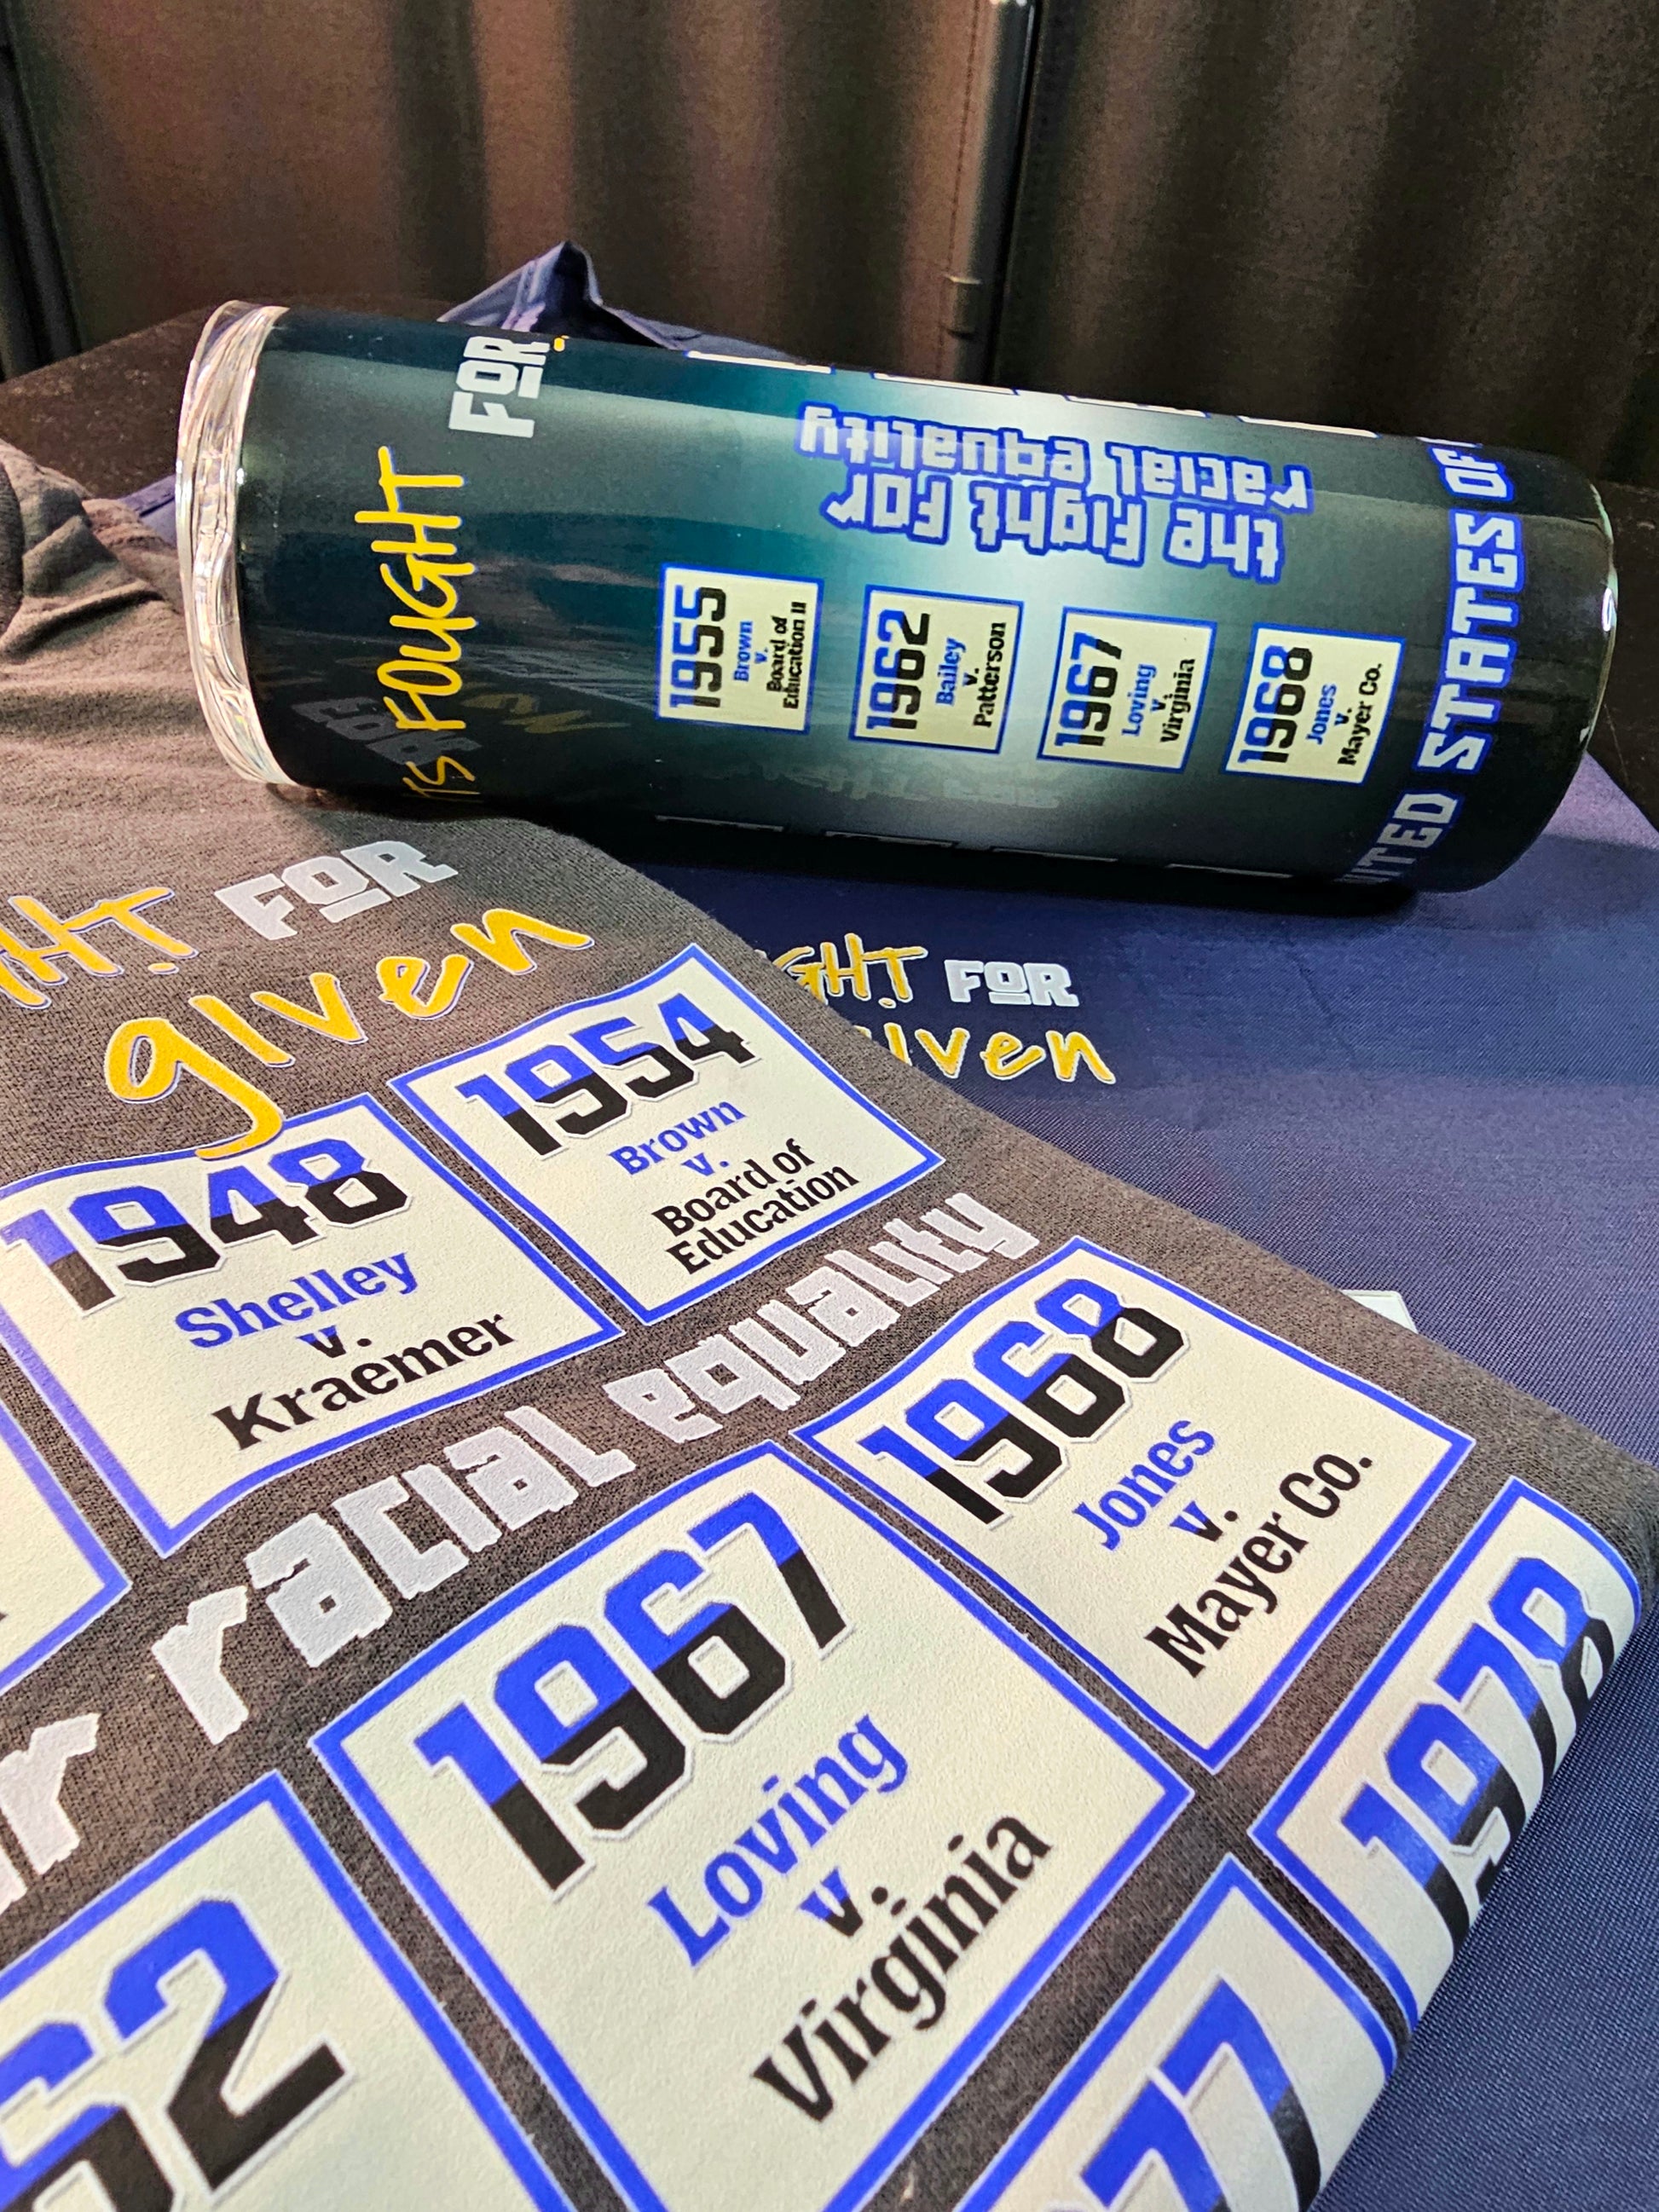 FOR
FOUGHT
the fight for
racial equality
1955
Brown
v.
Board of
Education II
1962
Bailey
v.
Patterson
1967
Loving
v.
Virginia
1968
Jones
v.
Mayer Co.
STATES OF
FOR
given
FOR
1948
Shelley
v.
Kraemer
1954
Brown
v.
Board of
Education
racial equality
1967
Loving
v.
Virginia
1968
Jones
v.
Mayer Co.
1978